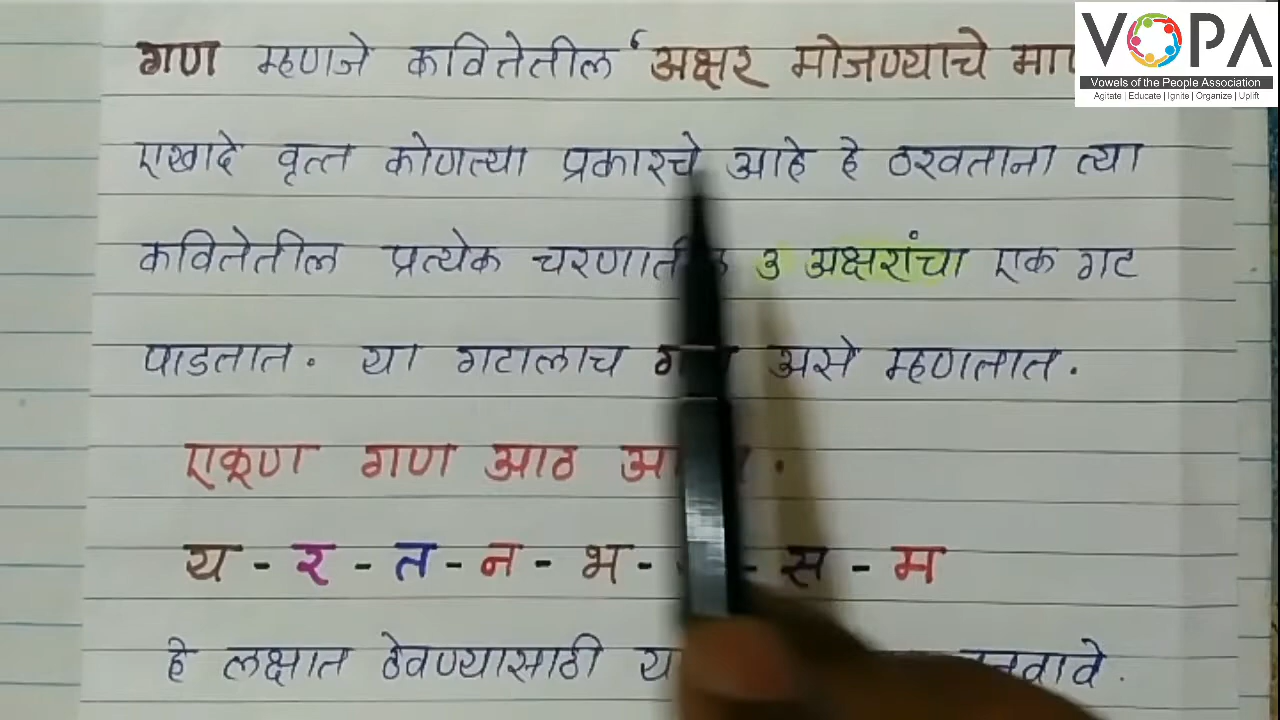 गण म्हणजे कवितेतील ‘अक्षर मोजण्याचे
एखादे वृत्त कोणत्या प्रकारचे आहे हे ठरवताना त्या
कवितेतील प्रत्येक 3 अक्षरांचा एक गट
पाडतात. या गटालाच असे म्हणतात.
एकूण गण आठ
य - र - त - न - भ - - स - म
हे लक्षात ठेवण्यासाठी
VOPA
Vowels of the People Association
Agitate | Educate | Ignite | Organize | Uplift